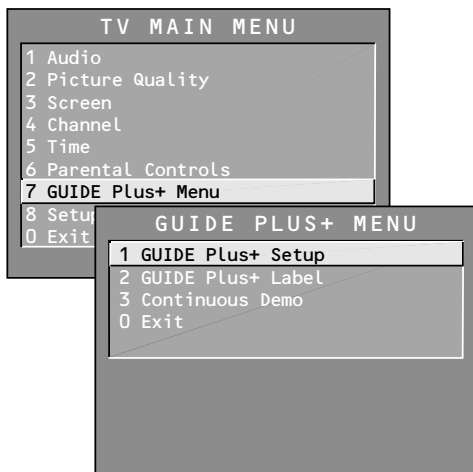 TV MAIN MENU
1 Audio
2 Picture Quality
3 Screen
4 Channel
5 Time
6 Parental Controls
7 GUIDE Plus+ Menu
8 Setup
0 Exit
GUIDE PLUS+ MENU
1 GUIDE Plus+ Setup
2 GUIDE Plus+ Label
3 Continuous Demo
0 Exit